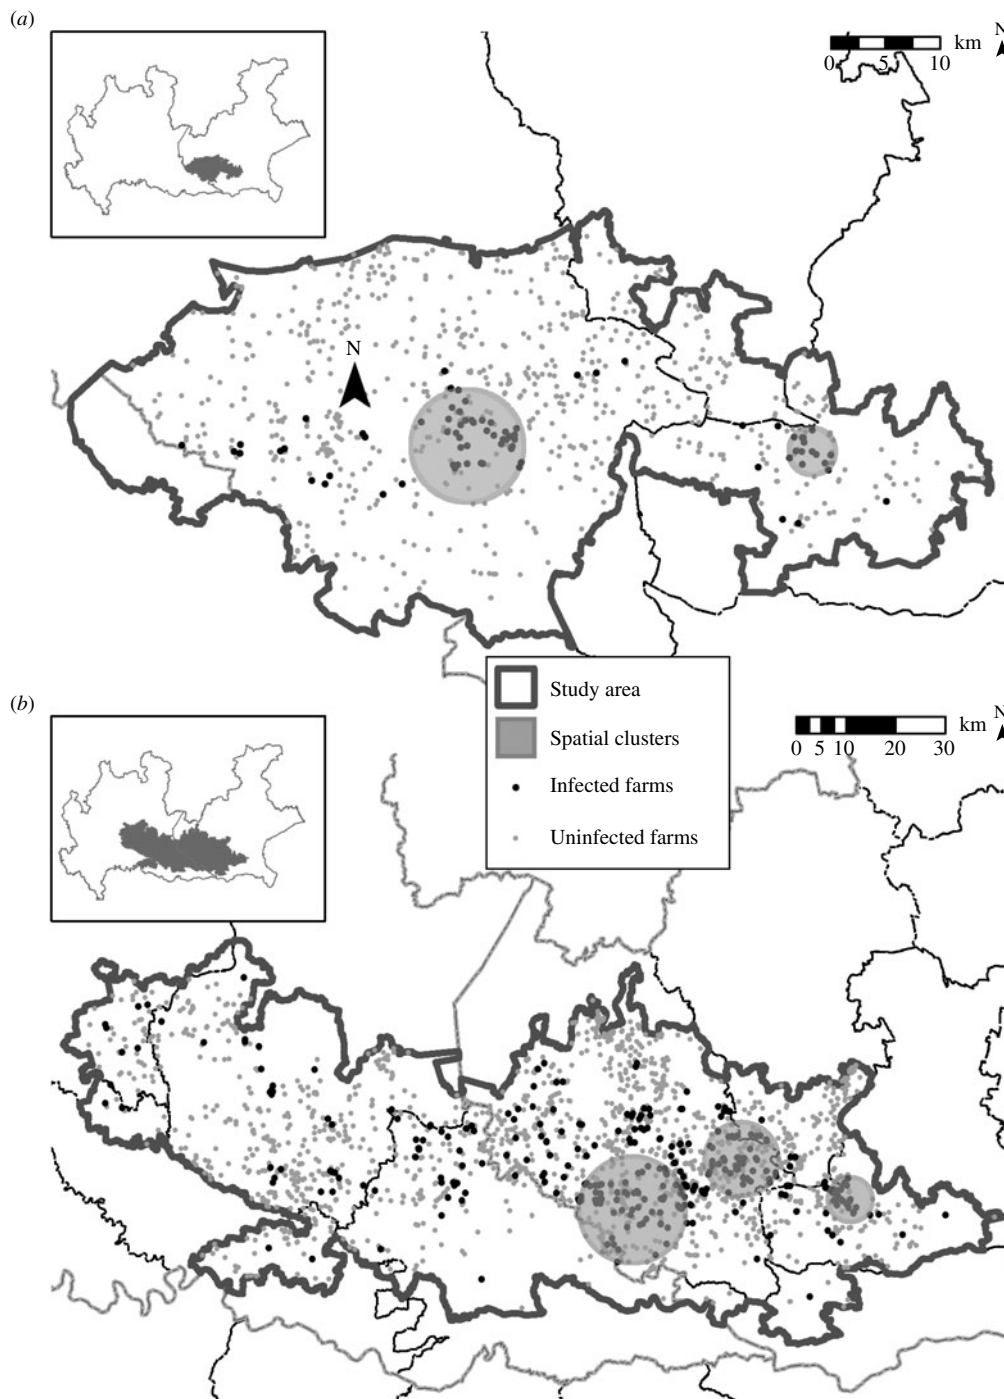 (a)
km
N
0 5 10
N
Study area
Spatial clusters
Infected farms
Uninfected farms
(b)
km
N
0 5 10 20 30